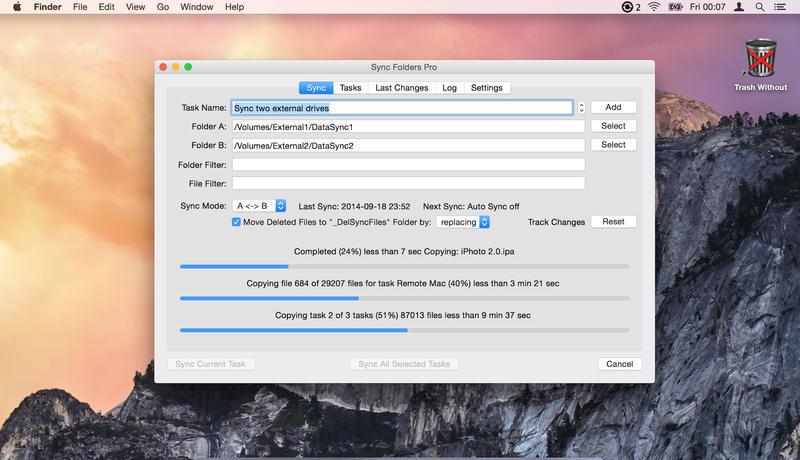 Finder File Edit View Go Window Help 2 Fri 00:07
Sync Folders Pro
Trash Without
Sync Tasks Last Changes Log Settings
Task Name: Sync two external drives Add
Folder A: /Volumes/External1/DataSync1 Select
Folder B: /Volumes/External2/DataSync2 Select
Folder Filter:
File Filter:
Sync Mode: A <-> B Last Sync: 2014-09-18 23:52 Next Sync: Auto Sync off
Move Deleted Files to "_DelSyncFiles" Folder by: replacing Track Changes Reset
Completed (24%) less than 7 sec Copying: iPhoto 2.0.ipa
Copying file 684 of 29207 files for task Remote Mac (40%) less than 3 min 21 sec
Copying task 2 of 3 tasks (51%) 87013 files less than 9 min 37 sec
Sync Current Task Sync All Selected Tasks Cancel